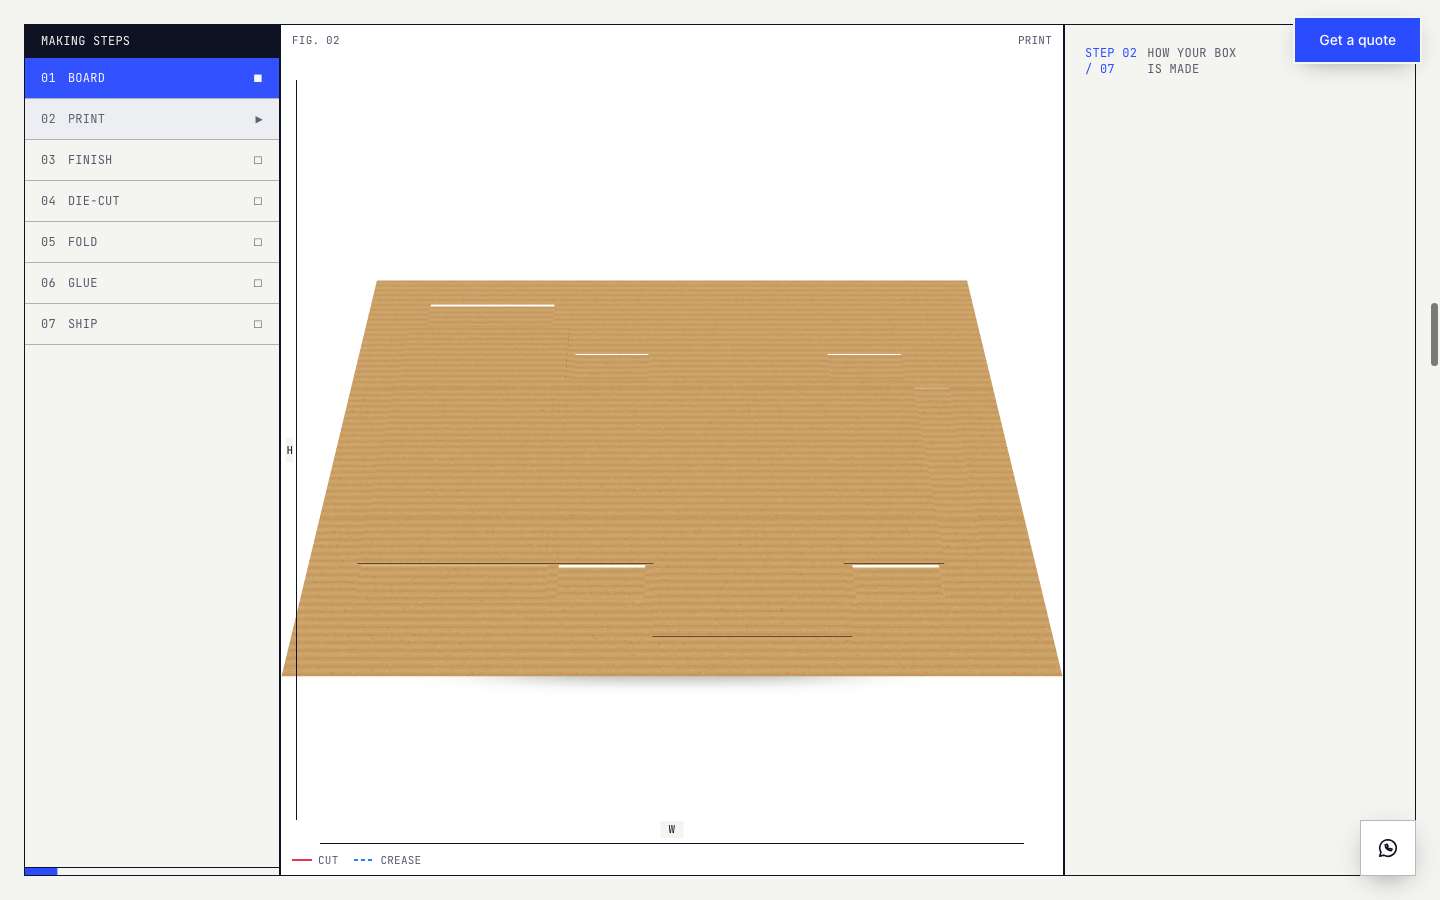 MAKING STEPS
01 BOARD
02 PRINT
03 FINISH
04 DIE-CUT
05 FOLD
06 GLUE
07 SHIP
FIG. 02
PRINT
H
W
CUT
CREASE
STEP 02 / 07
HOW YOUR BOX IS MADE
Get a quote